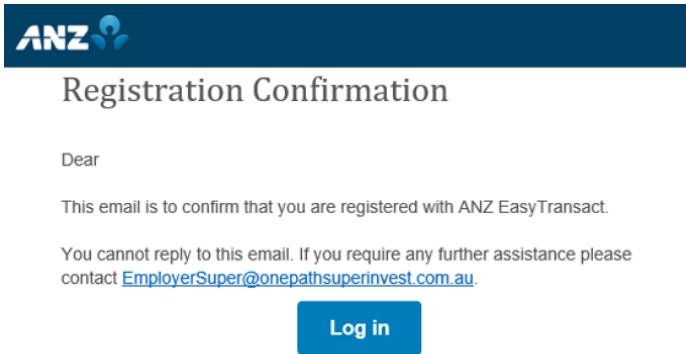 ANZ
Registration Confirmation
Dear
This email is to confirm that you are registered with ANZ EasyTransact.
You cannot reply to this email. If you require any further assistance please
contact EmployerSuper@onepathsuperinvest.com.au.
Log in